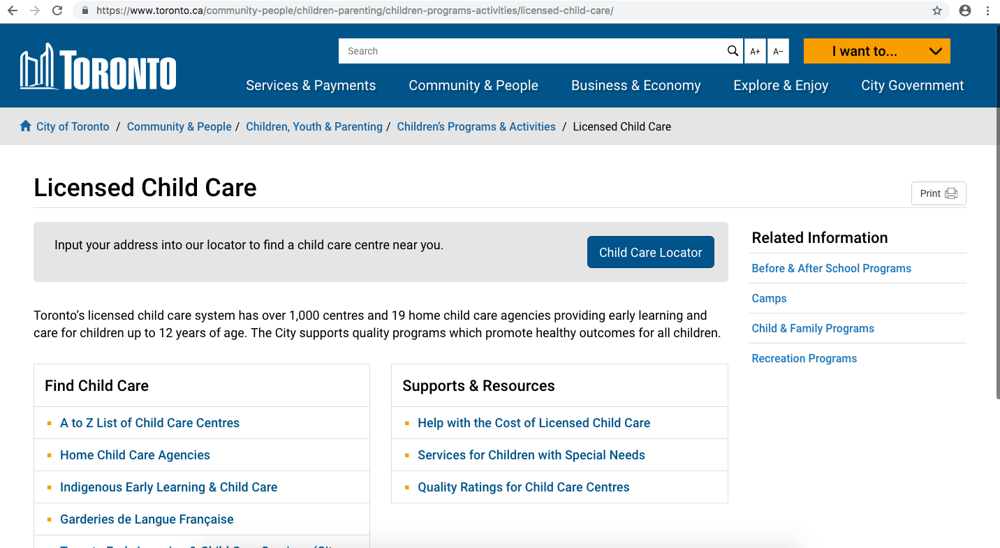 https://www.toronto.ca/community-people/children-parenting/children-programs-activities/licensed-child-care/
TORONTO
Search
A+
A−
I want to...
Services & Payments
Community & People
Business & Economy
Explore & Enjoy
City Government
City of Toronto / Community & People / Children, Youth & Parenting / Children’s Programs & Activities / Licensed Child Care
Licensed Child Care
Print
Input your address into our locator to find a child care centre near you.
Child Care Locator
Toronto’s licensed child care system has over 1,000 centres and 19 home child care agencies providing early learning and
care for children up to 12 years of age. The City supports quality programs which promote healthy outcomes for all children.
Find Child Care
A to Z List of Child Care Centres
Home Child Care Agencies
Indigenous Early Learning & Child Care
Garderies de Langue Française
Toronto Early Learning & Child Care Services (City
Supports & Resources
Help with the Cost of Licensed Child Care
Services for Children with Special Needs
Quality Ratings for Child Care Centres
Related Information
Before & After School Programs
Camps
Child & Family Programs
Recreation Programs